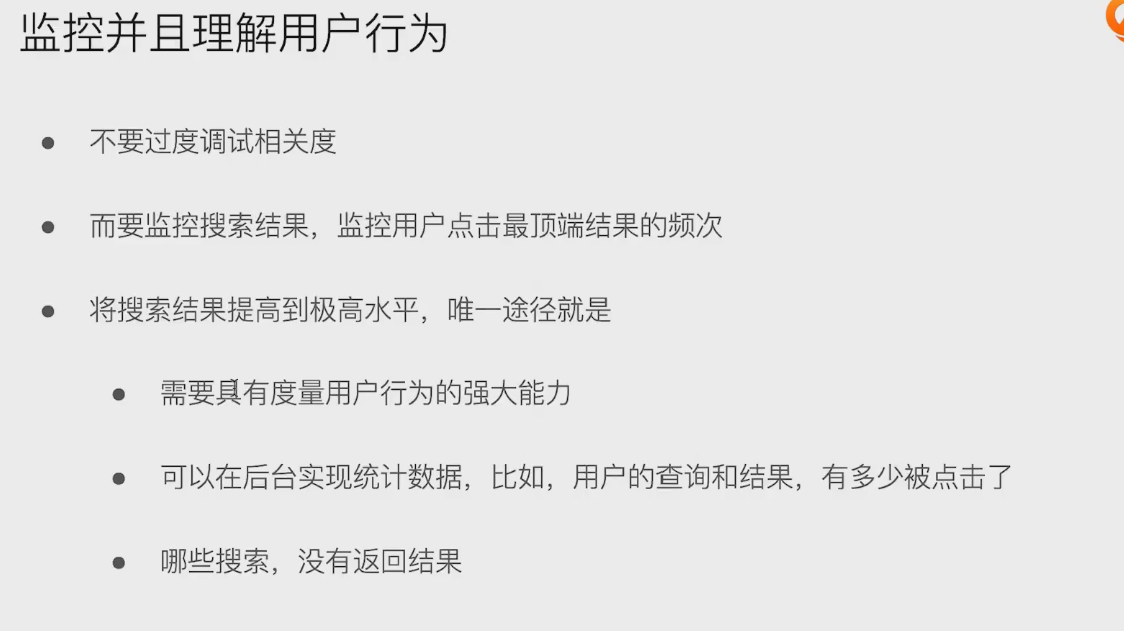 监控并且理解用户行为
不要过度调试相关度
而要监控搜索结果，监控用户点击最顶端结果的频次
将搜索结果提高到极高水平，唯一途径就是
需要具有度量用户行为的强大能力
可以在后台实现统计数据，比如，用户的查询和结果，有多少被点击了
哪些搜索，没有返回结果